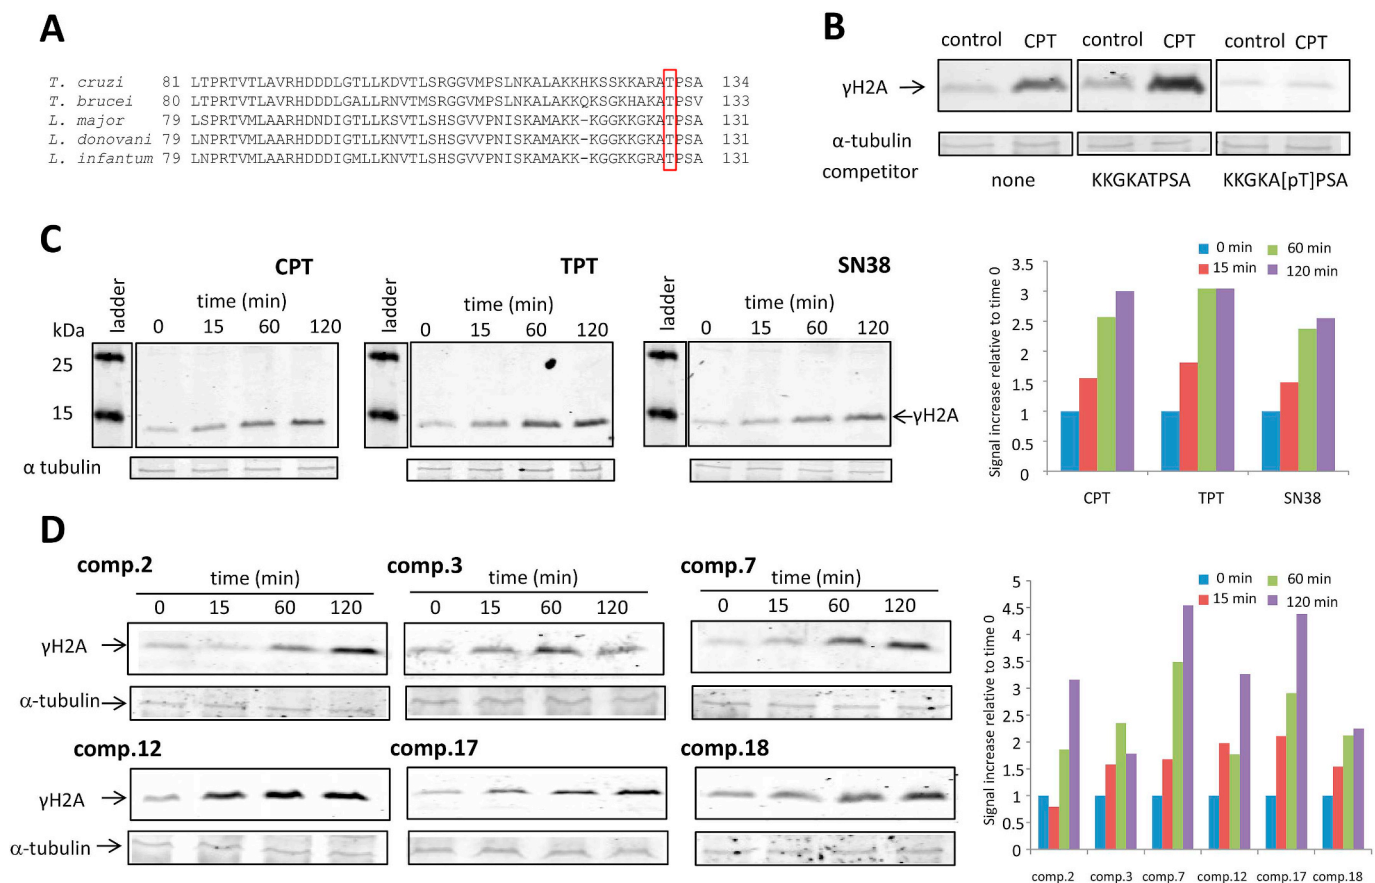 A
T. cruzi 81 LTPRTVTLAVRHDDDLGTLLKDVTLSRGGVMPSLNKALAKKHKSSKKARATPSA 134
T. brucei 80 LTPRTVTLAVRHDDDLGALLRNVTMSRGGVMPSLNKALAKKQKSGKHAKATPSV 133
L. major 79 LSPRTVMLAARHDNDIGTLLKNVTLSHSGVVPNISKAMAKK-KGGKKGKATPSA 131
L. donovani 79 LNPRTVMLAARHDDDIGTLLKNVTLSHSGVVPNISKAMAKK-KGGKKGKATPSA 131
L. infantum 79 LNPRTVMLAARHDDDIGMLLKNVTLSHSGVVPNISKAMAKK-KGGKKGRATPSA 131
B
control CPT control CPT control CPT
γH2A
α-tubulin
competitor
none KKGKATPSA KKGKA[pT]PSA
C
CPT TPT SN38
ladder ladder ladder
time (min) time (min) time (min)
kDa 0 15 60 120 0 15 60 120 0 15 60 120
25
15
γH2A
α tubulin
0 min 60 min
15 min 120 min
Signal increase relative to time 0
3.5
3
2.5
2
1.5
1
0.5
0
CPT TPT SN38
D
comp.2 comp.3 comp.7
time (min) time (min) time (min)
0 15 60 120 0 15 60 120 0 15 60 120
γH2A
α-tubulin
comp.12 comp.17 comp.18
γH2A
α-tubulin
0 min 60 min
15 min 120 min
Signal increase relative to time 0
5
4.5
4
3.5
3
2.5
2
1.5
1
0.5
0
comp.2 comp.3 comp.7 comp.12 comp.17 comp.18